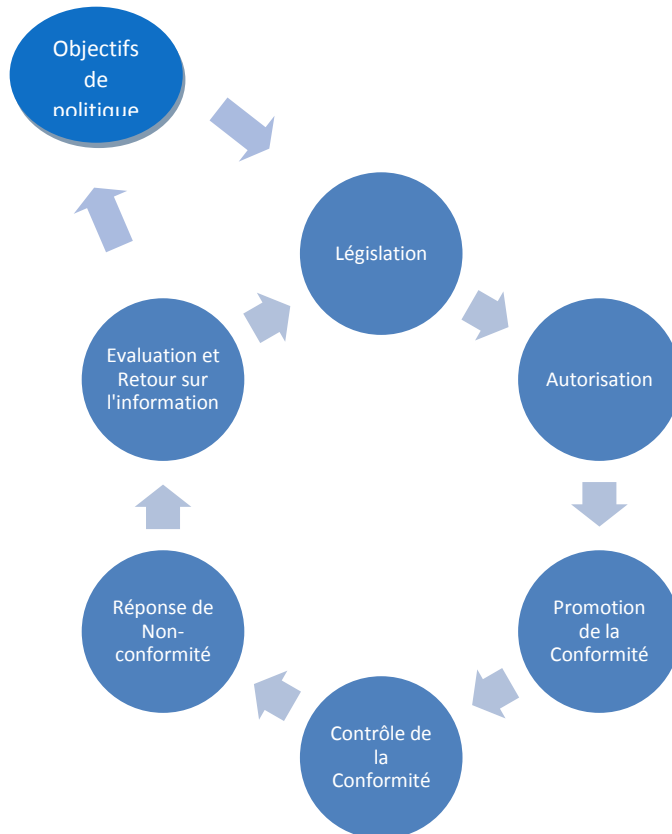 Objectifs
de
politique
Législation
Autorisation
Promotion
de la
Conformité
Contrôle de
la
Conformité
Réponse de
Non-
conformité
Evaluation et
Retour sur
l'information